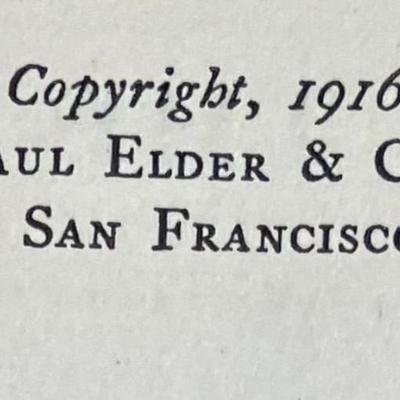 Copyright, 1916
AUL ELDER & C
SAN FRANCISCO